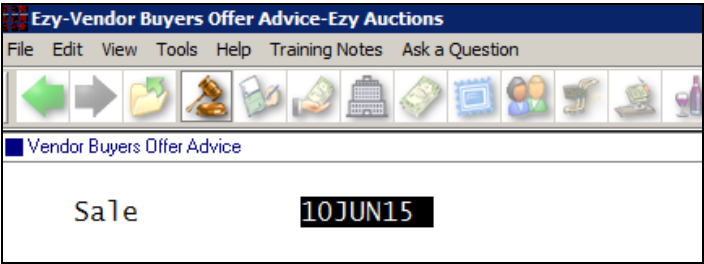 Ezy-Vendor Buyers Offer Advice-Ezy Auctions
File Edit View Tools Help Training Notes Ask a Question
Vendor Buyers Offer Advice
Sale 10JUN15